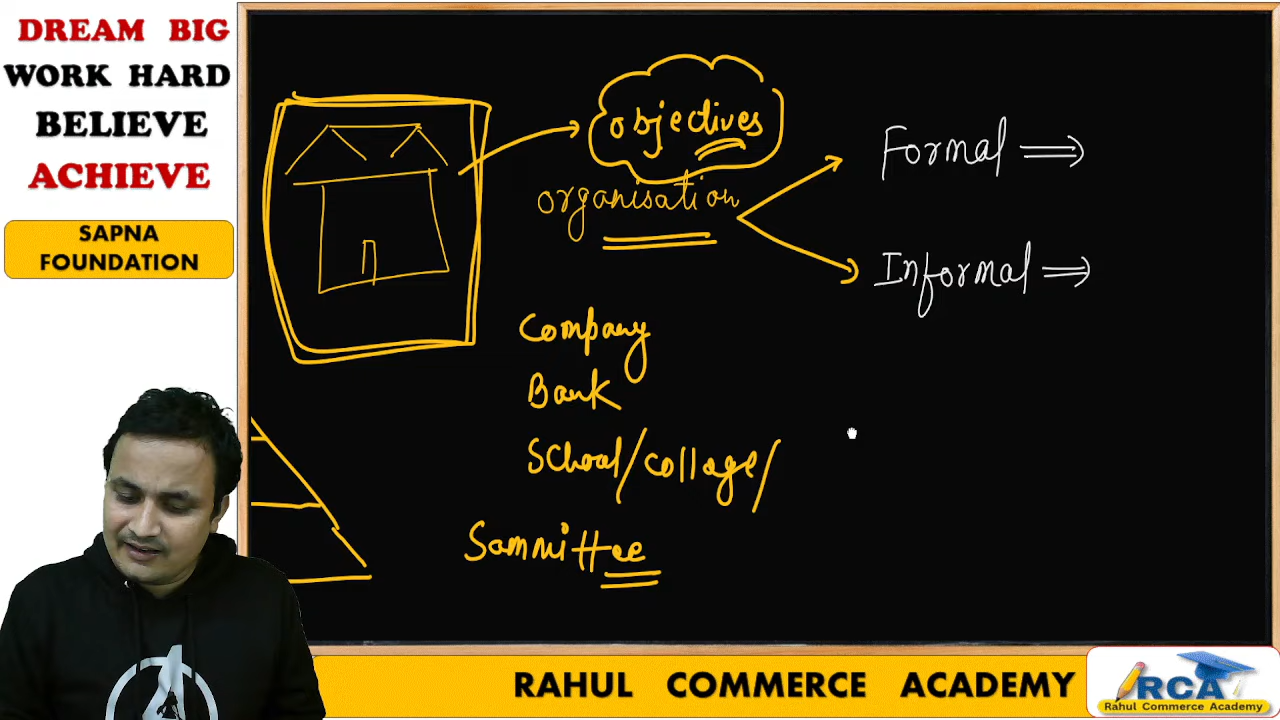 DREAM BIG
WORK HARD
BELIEVE
ACHIEVE
SAPNA
FOUNDATION
objectives
organisation
Formal ⇒
Informal ⇒
Company
Bank
School/collage/
Sammittee
RAHUL COMMERCE ACADEMY
RCA
Rahul Commerce Academy